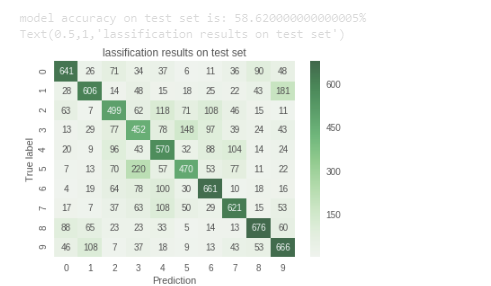 model accuracy on test set is: 58.620000000000005%
Text(0.5,1,'lassification results on test set')
lassification results on test set
0 641 26 71 34 37 6 11 36 90 48
1 28 606 14 48 15 18 25 22 43 181
2 63 7 499 62 118 71 108 46 15 11
3 13 29 77 452 78 148 97 39 24 43
4 20 9 96 43 570 32 88 104 14 24
5 7 13 70 220 57 470 53 77 11 22
6 4 19 64 78 100 30 661 10 18 16
7 17 7 37 63 108 50 29 621 15 53
8 88 65 23 23 33 5 14 13 676 60
9 46 108 7 37 18 9 13 43 53 666
0 1 2 3 4 5 6 7 8 9
Prediction
True label
600
450
300
150